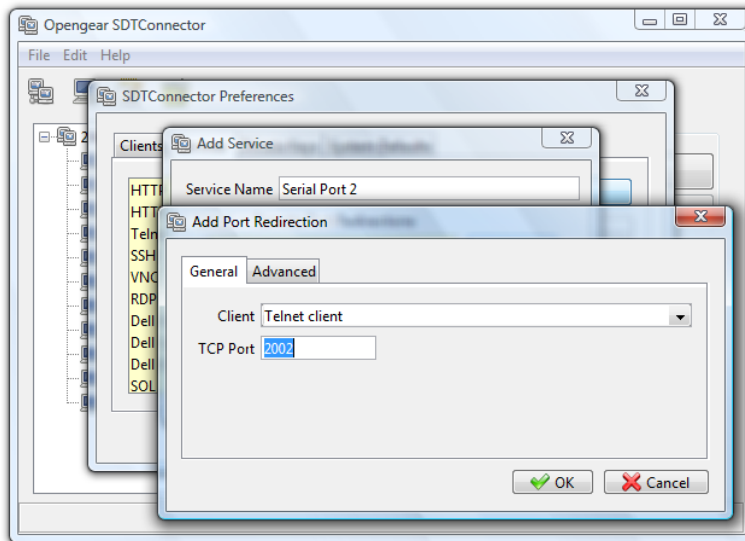 Opengear SDTConnector
File Edit Help
SDTConnector Preferences
2
Clients
Add Service
Service Name Serial Port 2
HTTP
HTT
Teln
SSH
VNC
RDP
Dell
Dell
Dell
SOL
Add Port Redirection
General Advanced
Client Telnet client
TCP Port 2002
OK Cancel